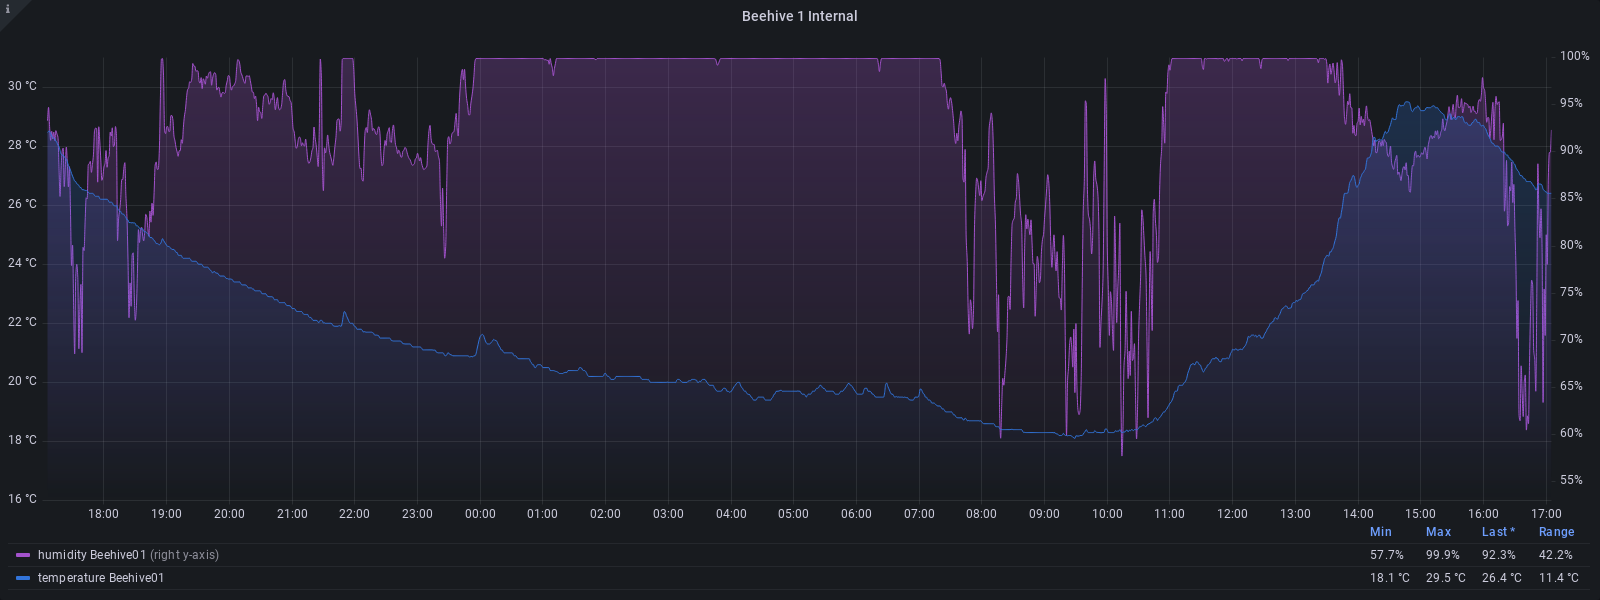 i
Beehive 1 Internal
30 °C
28 °C
26 °C
24 °C
22 °C
20 °C
18 °C
16 °C
100%
95%
90%
85%
80%
75%
70%
65%
60%
55%
18:00 19:00 20:00 21:00 22:00 23:00 00:00 01:00 02:00 03:00 04:00 05:00 06:00 07:00 08:00 09:00 10:00 11:00 12:00 13:00 14:00 15:00 16:00 17:00
Min Max Last * Range
humidity Beehive01 (right y-axis) 57.7% 99.9% 92.3% 42.2%
temperature Beehive01 18.1 °C 29.5 °C 26.4 °C 11.4 °C